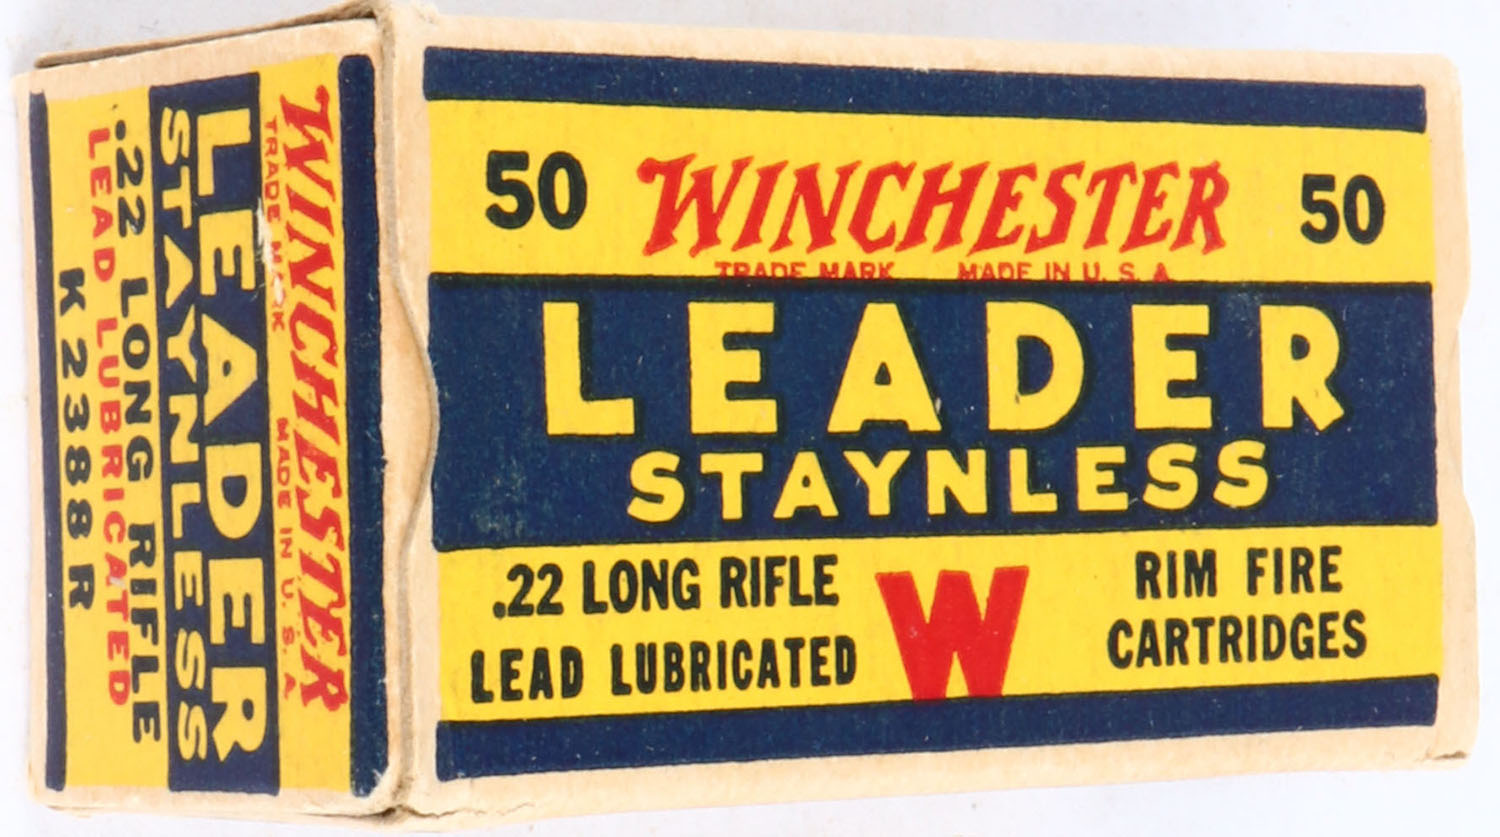 50 WINCHESTER 50
TRADE MARK MADE IN U. S. A
LEADER
STAYNLESS
.22 LONG RIFLE
LEAD LUBRICATED
W
RIM FIRE
CARTRIDGES
WINCHESTER
TRADE MARK MADE IN U. S. A
LEADER
STAYNLESS
.22 LONG RIFLE
LEAD LUBRICATED
K2388R